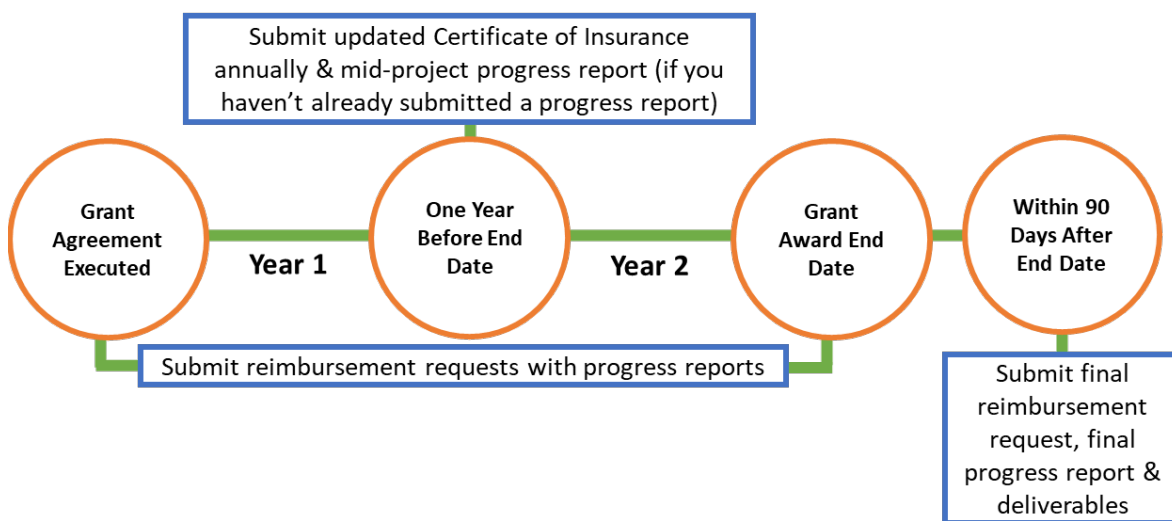 Submit updated Certificate of Insurance
annually & mid-project progress report (if you
haven't already submitted a progress report)
Grant
Agreement
Executed
Year 1
One Year
Before End
Date
Year 2
Grant
Award End
Date
Within 90
Days After
End Date
Submit reimbursement requests with progress reports
Submit final
reimbursement
request, final
progress report &
deliverables